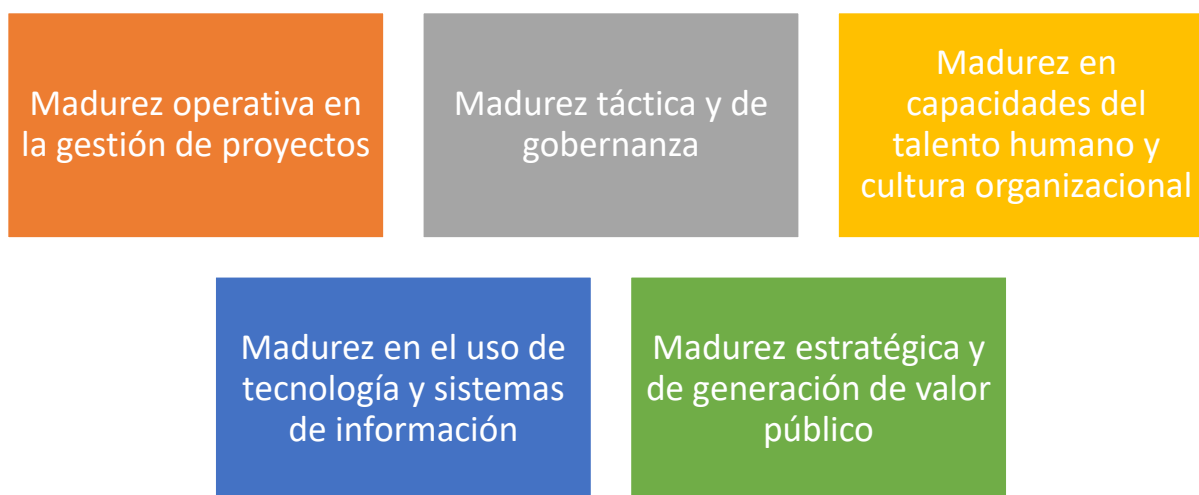 Madurez operativa en
la gestión de proyectos
Madurez táctica y de
gobernanza
Madurez en
capacidades del
talento humano y
cultura organizacional
Madurez en el uso de
tecnología y sistemas
de información
Madurez estratégica y
de generación de valor
público